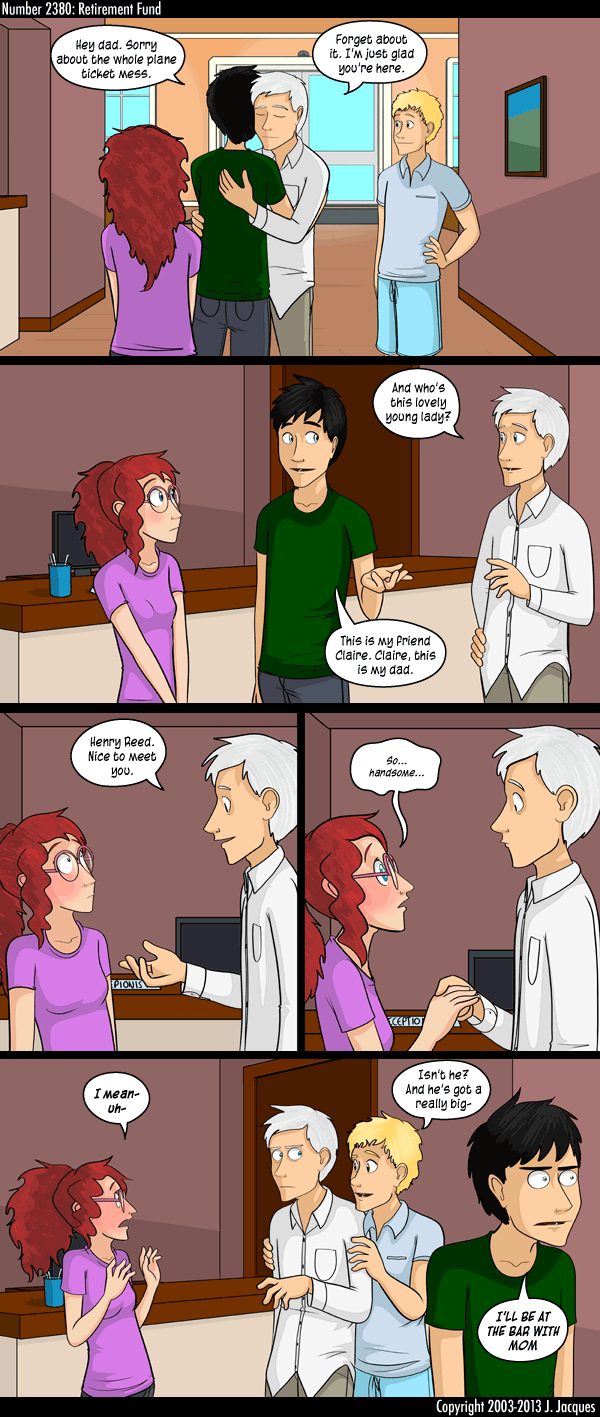 Number 2380: Retirement Fund
Hey dad. Sorry
about the whole plane
ticket mess.
Forget about
it. I'm just glad
you're here.
And who's
this lovely
young lady?
This is my friend
Claire. Claire, this
is my dad.
Henry Reed.
Nice to meet
you.
PIONIS
So...
handsome...
CEPTION
I mean-
uh-
Isn't he?
And he's got a
really big-
I'LL BE AT
THE BAR WITH
MOM
Copyright 2003-2013 J. Jacques